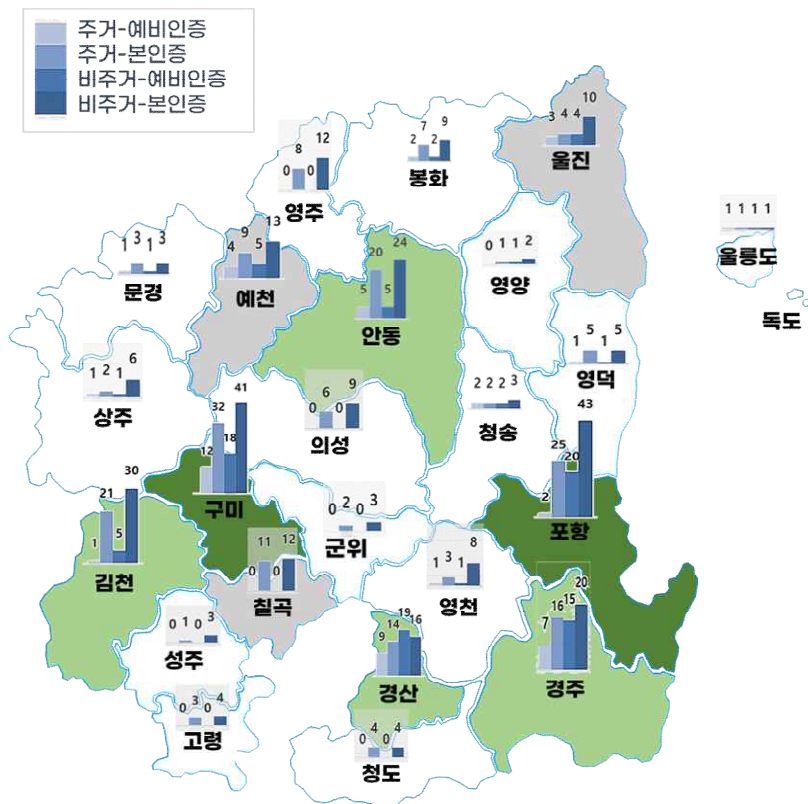 주거-예비인증
주거-본인증
비주거-예비인증
비주거-본인증
3 4 4 10
울진
2 7 2 9
봉화
0 8 0 12
영주
1 1 1 1
울릉도
독도
1 3 1 3
문경
4 9 5 13
예천
5 20 5 24
안동
0 1 1 2
영양
1 5 1 5
영덕
1 2 1 6
상주
0 6 0 9
의성
2 2 2 3
청송
12 32 18 41
구미
2 25 20 43
포항
1 21 5 30
김천
0 2 0 3
군위
0 11 0 12
칠곡
1 3 1 8
영천
0 1 0 3
성주
9 14 19 16
경산
7 16 15 20
경주
0 3 0 4
고령
0 4 0 4
청도